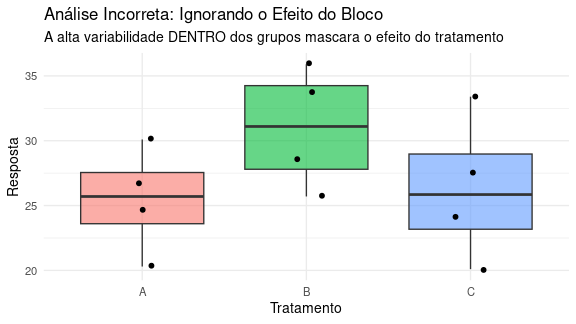 Análise Incorreta: Ignorando o Efeito do Bloco
A alta variabilidade DENTRO dos grupos mascara o efeito do tratamento
Resposta
35
30
25
20
A B C
Tratamento